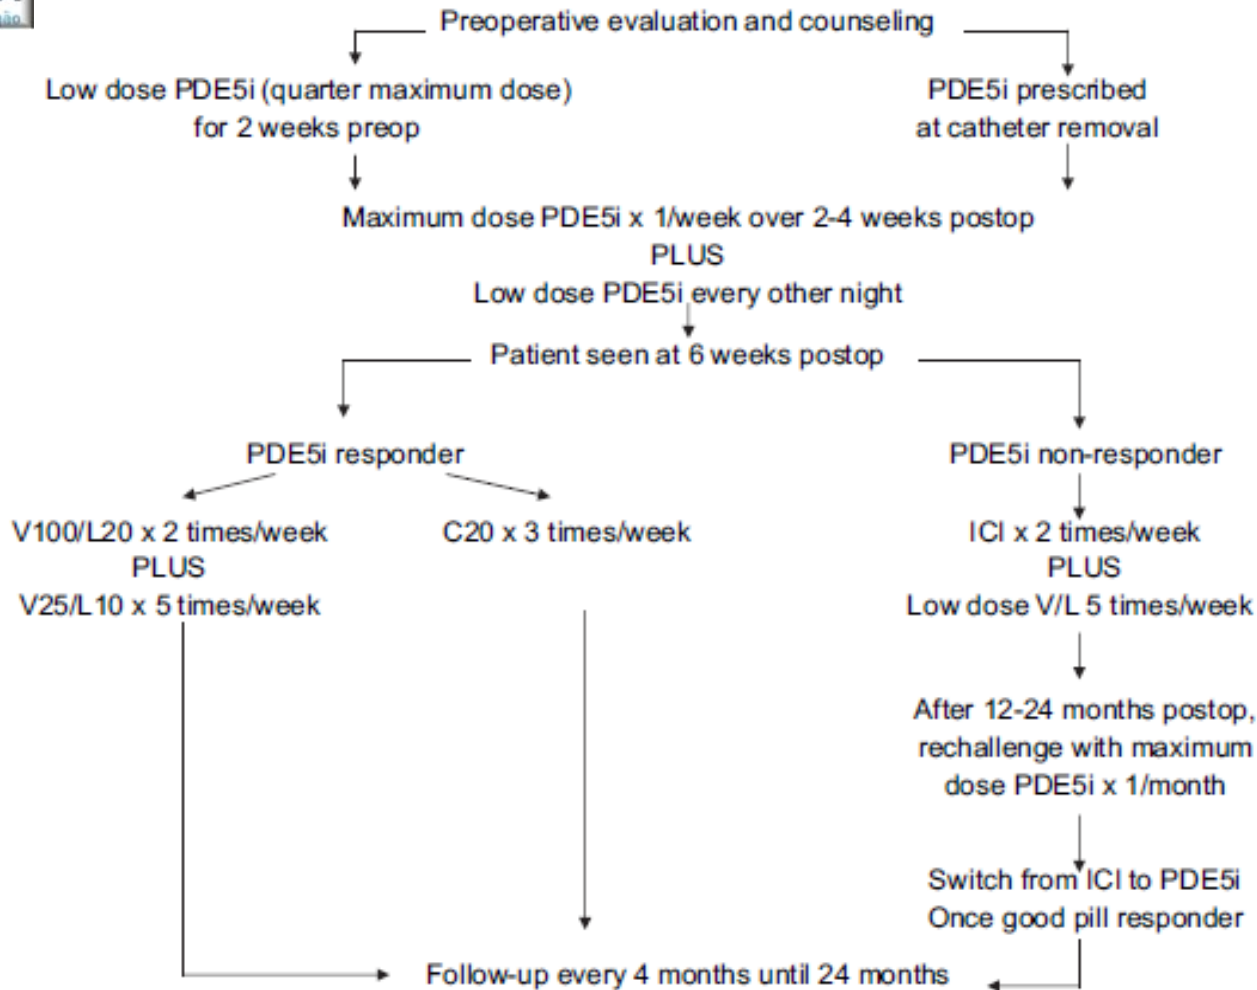 ção
Preoperative evaluation and counseling
Low dose PDE5i (quarter maximum dose)
for 2 weeks preop
PDE5i prescribed
at catheter removal
Maximum dose PDE5i x 1/week over 2-4 weeks postop
PLUS
Low dose PDE5i every other night
Patient seen at 6 weeks postop
PDE5i responder
PDE5i non-responder
V100/L20 x 2 times/week
PLUS
V25/L10 x 5 times/week
C20 x 3 times/week
ICI x 2 times/week
PLUS
Low dose V/L 5 times/week
After 12-24 months postop,
rechallenge with maximum
dose PDE5i x 1/month
Switch from ICI to PDE5i
Once good pill responder
Follow-up every 4 months until 24 months